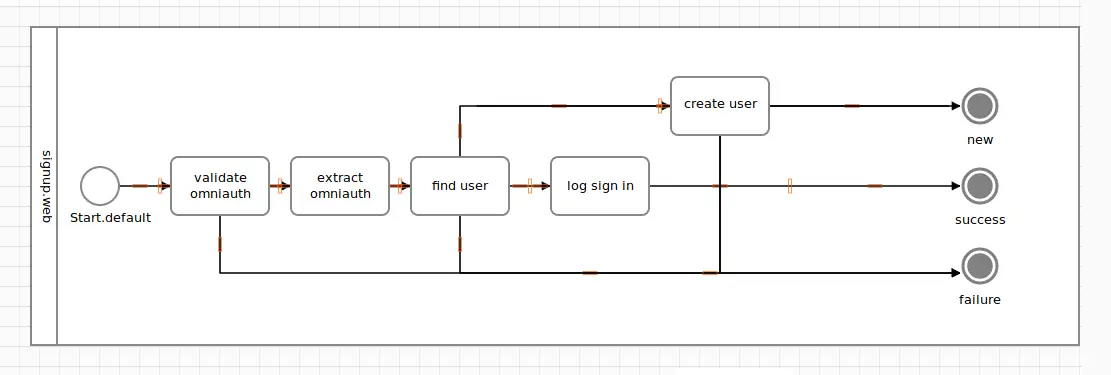 signup.web
Start.default
validate
omniauth
extract
omniauth
find user
log sign in
create user
new
success
failure